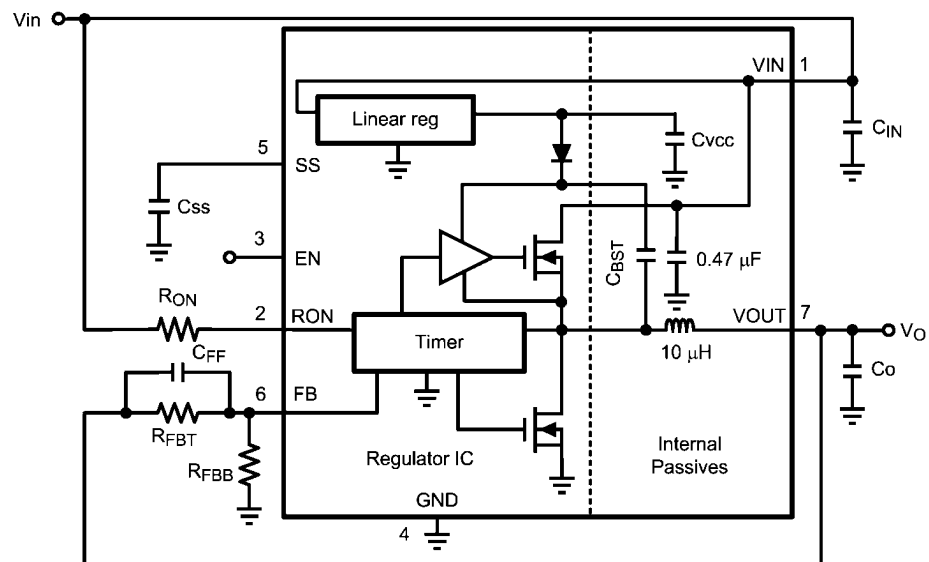 Vin
VIN 1
Linear reg
Cvcc
CIN
5
SS
Css
3
EN
CBST
0.47 μF
RON
2
RON
Timer
VOUT
7
VO
10 μH
CFF
6
FB
Co
RFBT
RFBB
Regulator IC
Internal
Passives
GND
4